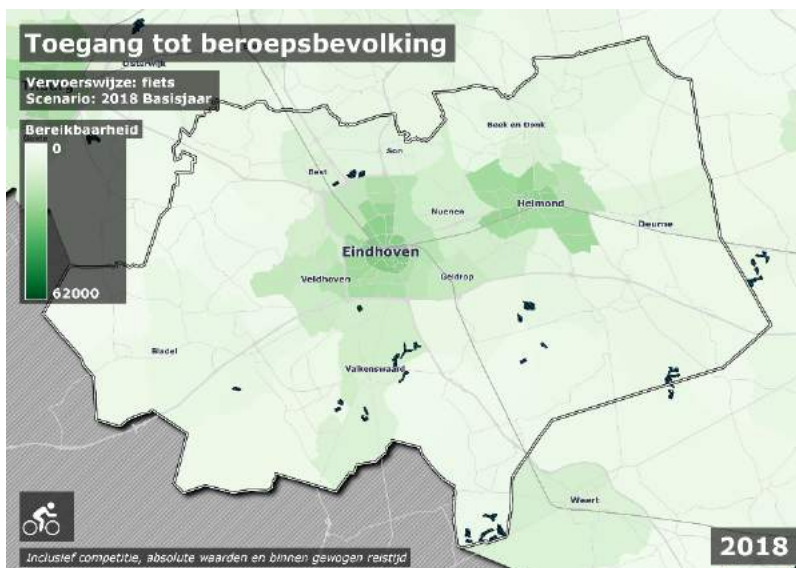 Toegang tot beroepsbevolking
Oisterwijk
Vervoerswijze: fiets
Scenario: 2018 Basisjaar
Bereikbaarheid
0
62000
Beek en Donk
Son
Best
Nuenen
Helmond
Deurne
Eindhoven
Veldhoven
Geldrop
Bladel
Valkenswaard
Weert
Inclusief competitie, absolute waarden en binnen gewogen reistijd
2018